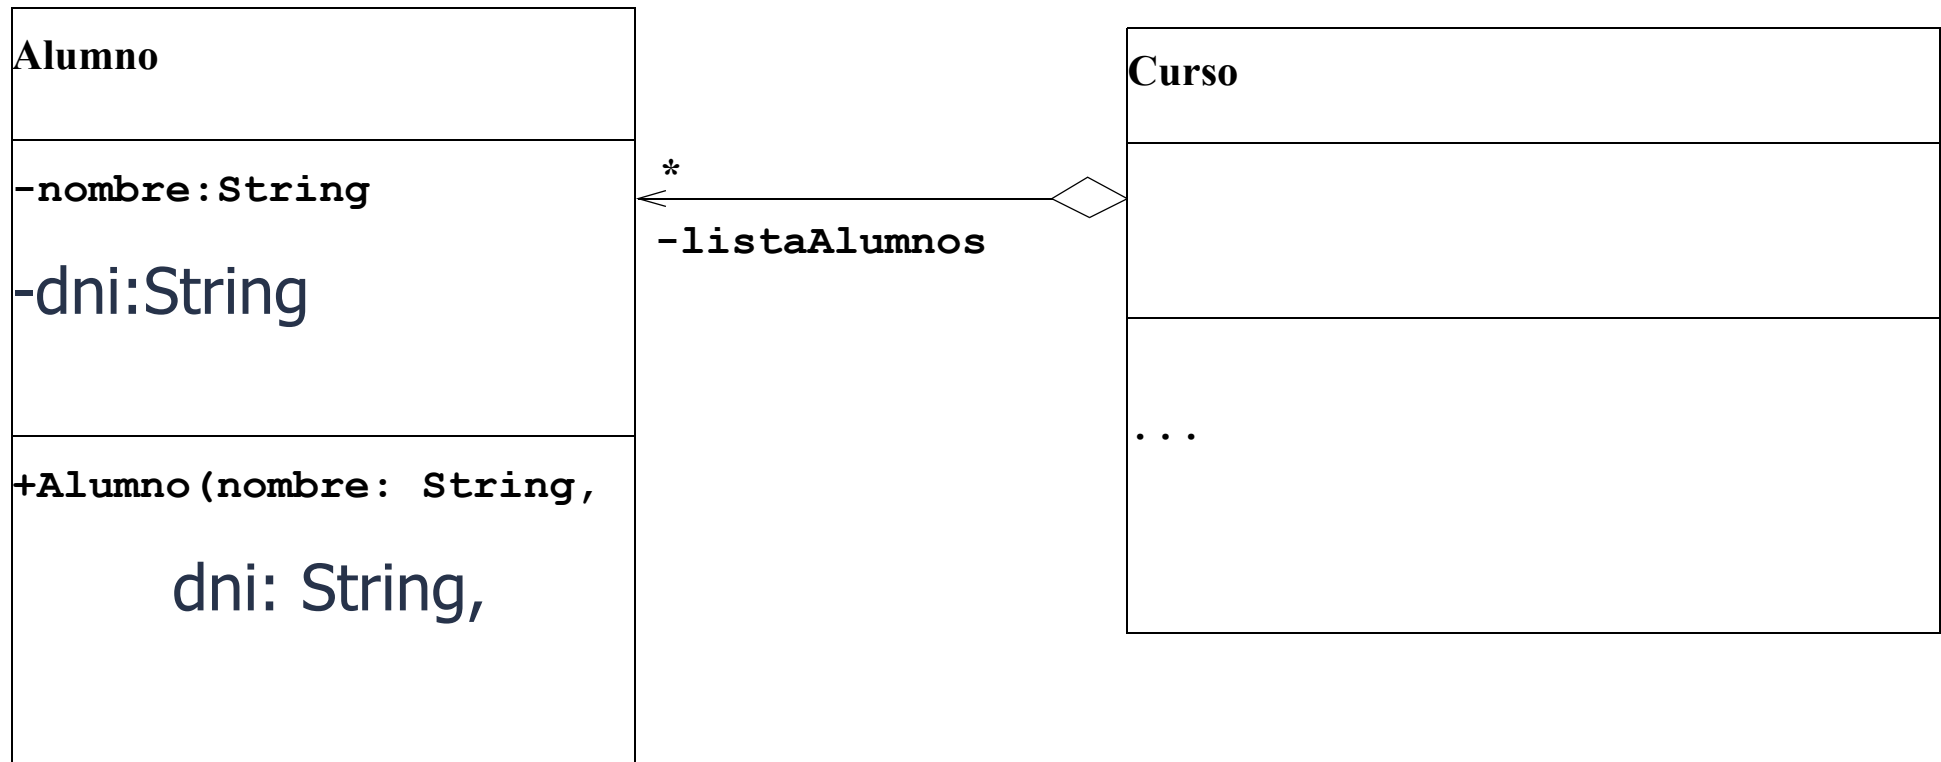 Alumno
-nombre:String
-dni:String
+Alumno(nombre: String,
dni: String,
*
-listaAlumnos
Curso
...